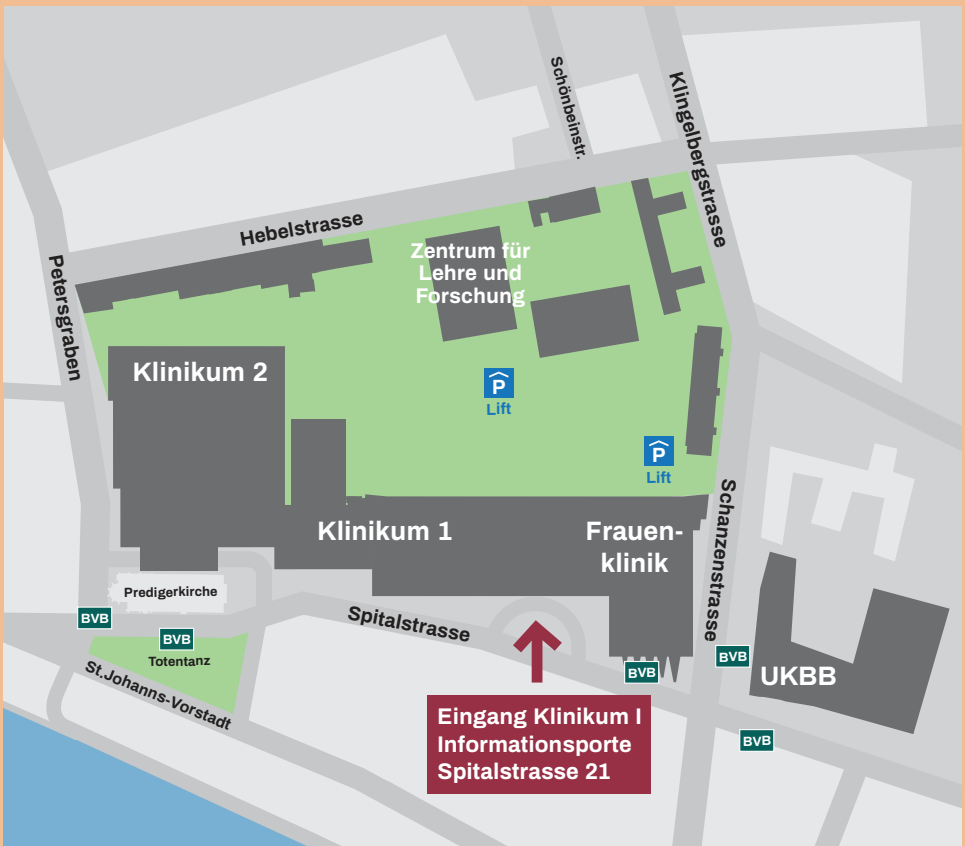 Schönbeinstr.
Klingelbergstrasse
Hebelstrasse
Zentrum für
Lehre und
Forschung
Petersgraben
Klinikum 2
P
Lift
P
Lift
Klinikum 1
Frauen-
klinik
Schanzenstrasse
Predigerkirche
BVB
Spitalstrasse
BVB
Totentanz
BVB
BVB
St.Johanns-Vorstadt
UKBB
Eingang Klinikum I
Informationsporte
Spitalstrasse 21
BVB